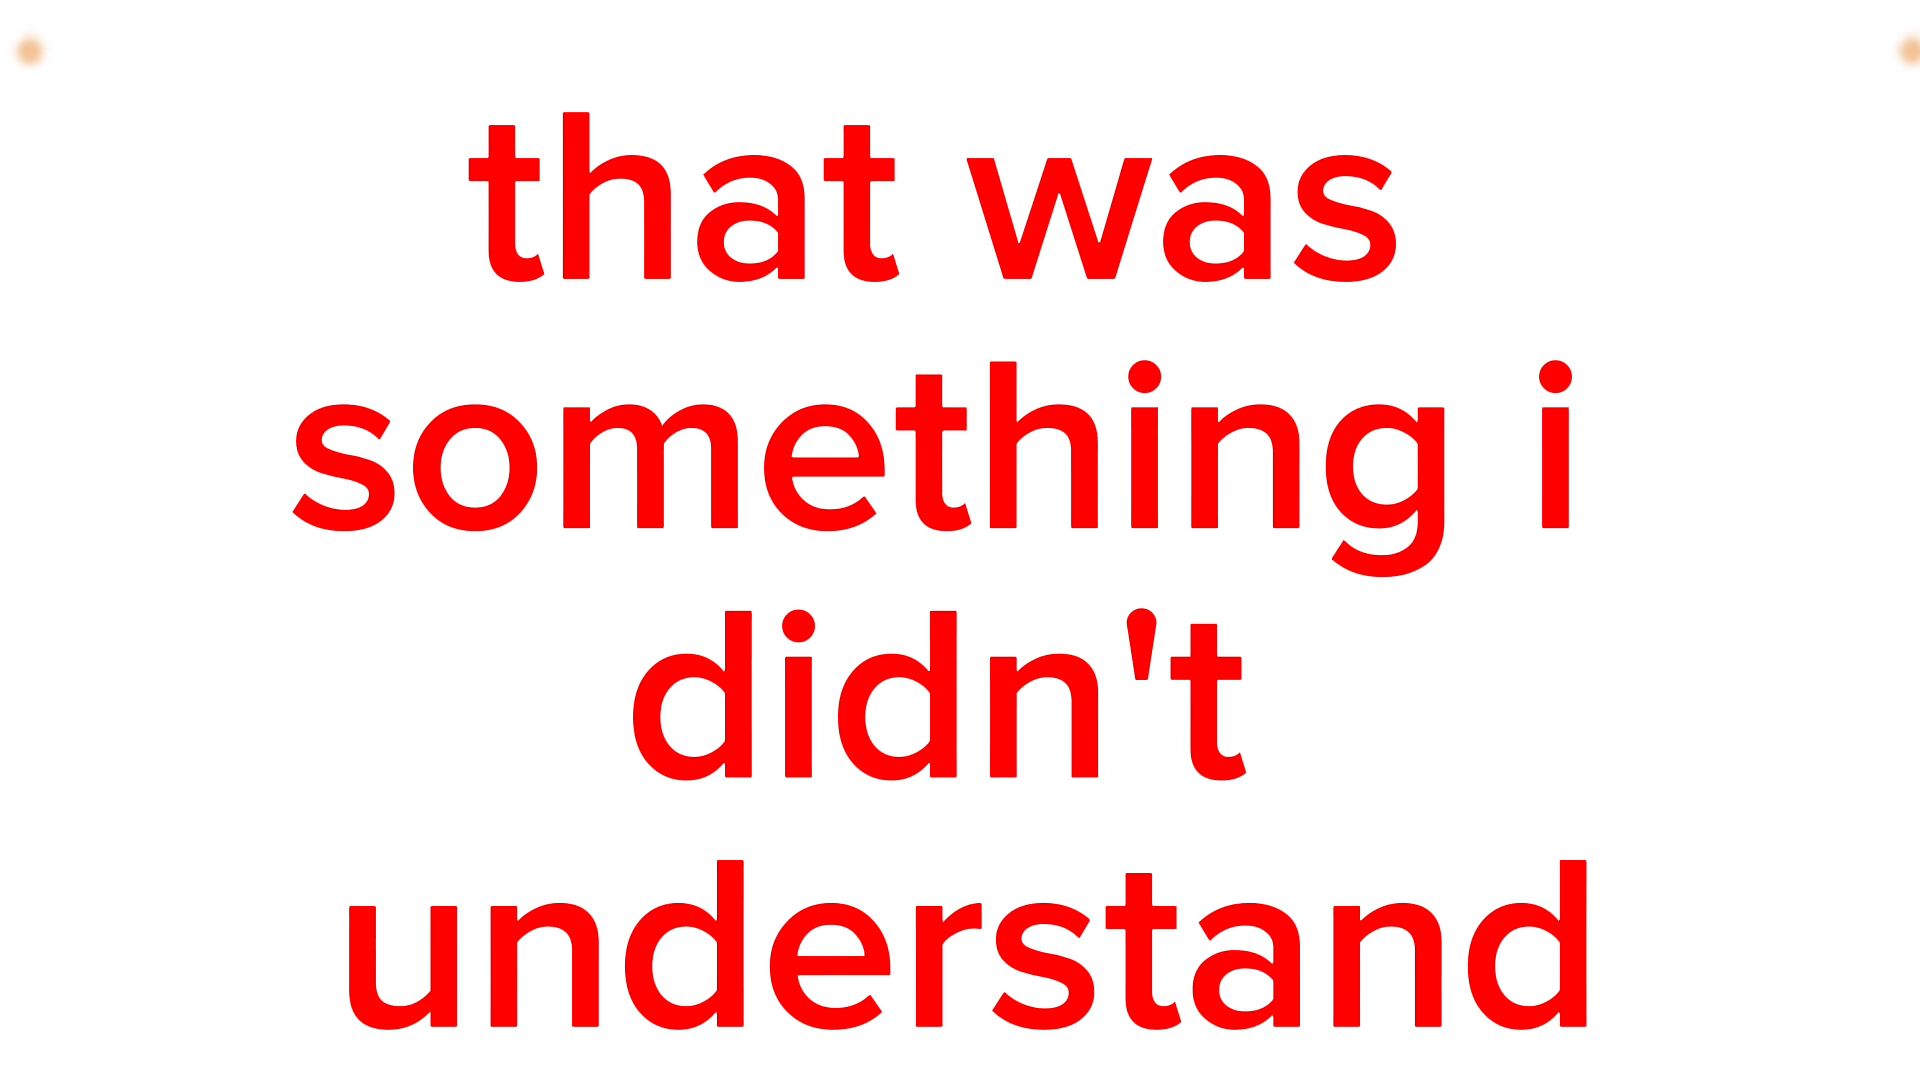 that was
something i
didn't
understand